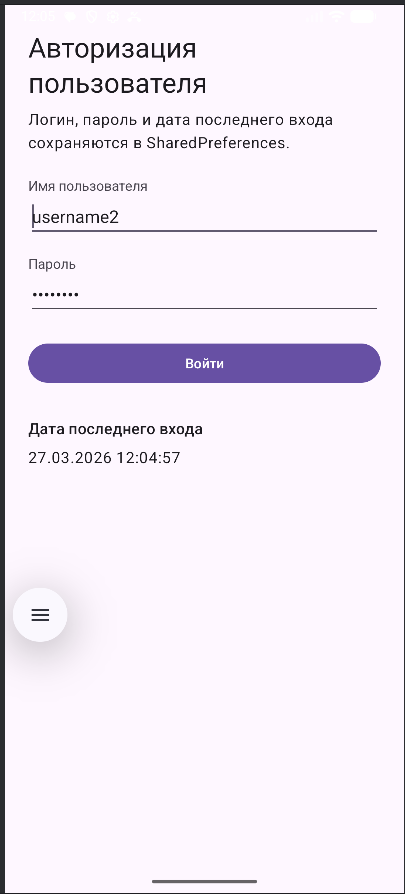 Авторизация
пользователя
Логин, пароль и дата последнего входа
сохраняются в SharedPreferences.
Имя пользователя
username2
Пароль
••••••••
Войти
Дата последнего входа
27.03.2026 12:04:57